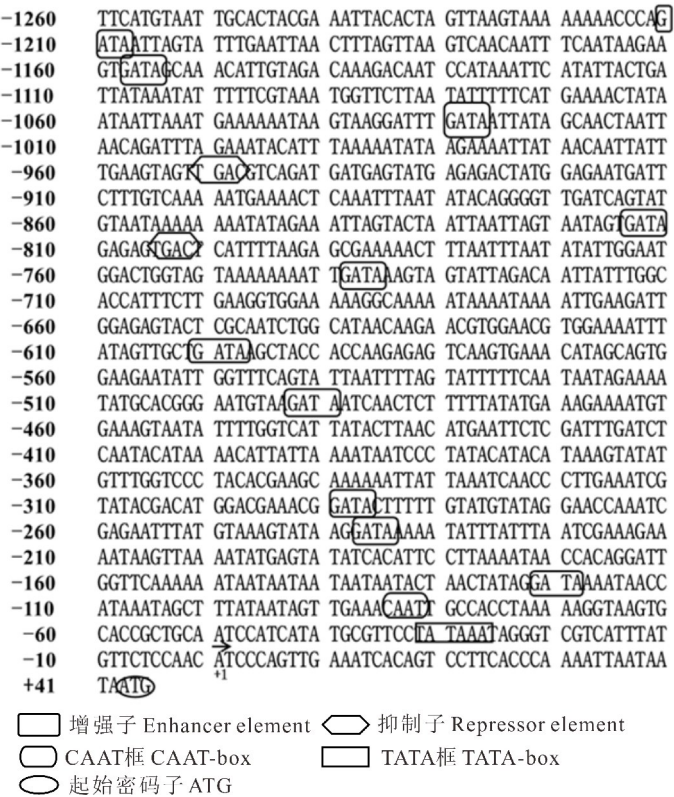 −1260 TTCATGTAAT TGCACTACGA AATTACACTA GTTAAGTAAA AAAAACCCAG
−1210 ATAATTAGTA TTTGAATTAA CTTTAGTTAA GTCAACAATT TCAATAAGAA
−1160 GTGATAGCAA ACATTGTAGA CAAAGACAAT CCATAAATTC ATATTACTGA
−1110 TTATAAATAT TTTTCGTAAA TGGTTCTTAA TATTTTTCAT GAAAACTATA
−1060 ATAATTAAAT GAAAAAAATA GTAAGGATTT GATAATTATA GCAACTAATT
−1010 AACAGATTTA GAAATACATT TAAAAATATA AGAAAATTAT AACAATTATT
−960 TGAAGTAGTT GACGTCAGAT GATGAGTATG AGAGACTATG GAGAATGATT
−910 CTTTGTCAAA AATGAAAACT CAAATTTAAT ATACAGGGGT TGATCAGTAT
−860 GTAATAAAAA AAATATAGAA ATTAGTACTA ATTAATTAGT AATAGTGATA
−810 GAGAGTGACT CATTTTAAGA GCGAAAAACT TTAATTTAAT ATATTGGAAT
−760 GGACTGGTAG TAAAAAAAAT TGATAAAGTA GTATTAGACA ATTATTTGGC
−710 ACCATTTCTT GAAGGTGGAA AAAGGCAAAA ATAAAATAAA AATTGAAGATT
−660 GGAGAGTACT CGCAATCTGG CATAACAAGA ACGTGGAACG TGGAAAATTT
−610 ATAGTTGCTG ATAAGCTACC ACCAAGAGAG TCAAGTGAAA CATAGCAGTG
−560 GAAGAATATT GGTTTCAGTA TTAATTTTAG TATTTTTCAA TAATAGAAAA
−510 TATGCACGGG AATGTAAGAT AATCAACTCT TTTTATATGA AGAAAATGT
−460 GAAAGTAATA TTTTGGTCAT TATACTTAAC ATGAATTCTC GATTTGATCT
−410 CAATACATAA AACATTATTA AAATAATCCC TATACATACA TAAAGTATAT
−360 GTTTGGTCCC TACACGAAGC AAAAAATTAT TAAATCAACC CTTGAAATCG
−310 TATACGACAT GGACGAAACG GATACTTTTT GTATGTATAG GAACCAAATC
−260 GAGAATTTAT GTAAAGTATA AGGATAAAAA TATTTATTTA ATCGAAAGAA
−210 AATAAGTTAA AATATGAGTA TATCACATTC CTTAAAATAA CCACAGGATT
−160 GGTTCAAAAA ATAATAATAA TAATAATACT AACTATAGGA TAAAATAACC
−110 ATAAATAGCT TTATAATAGT TGAAACAATT GCCACCTAAA AAGGTAAGTG
−60 CACCGCTGCA ATCCATCATA TGCGTTCCTA TAAATAGGGT CGTCATTTAT
−10 GTTCTCCAAC ATCCCAGTTG AAATCACAGT CCTTCACCCA AAATTAATAA
+1
+41 TAATG
增强子 Enhancer element 抑制子 Repressor element
CAAT框 CAAT-box TATA框 TATA-box
起始密码子 ATG